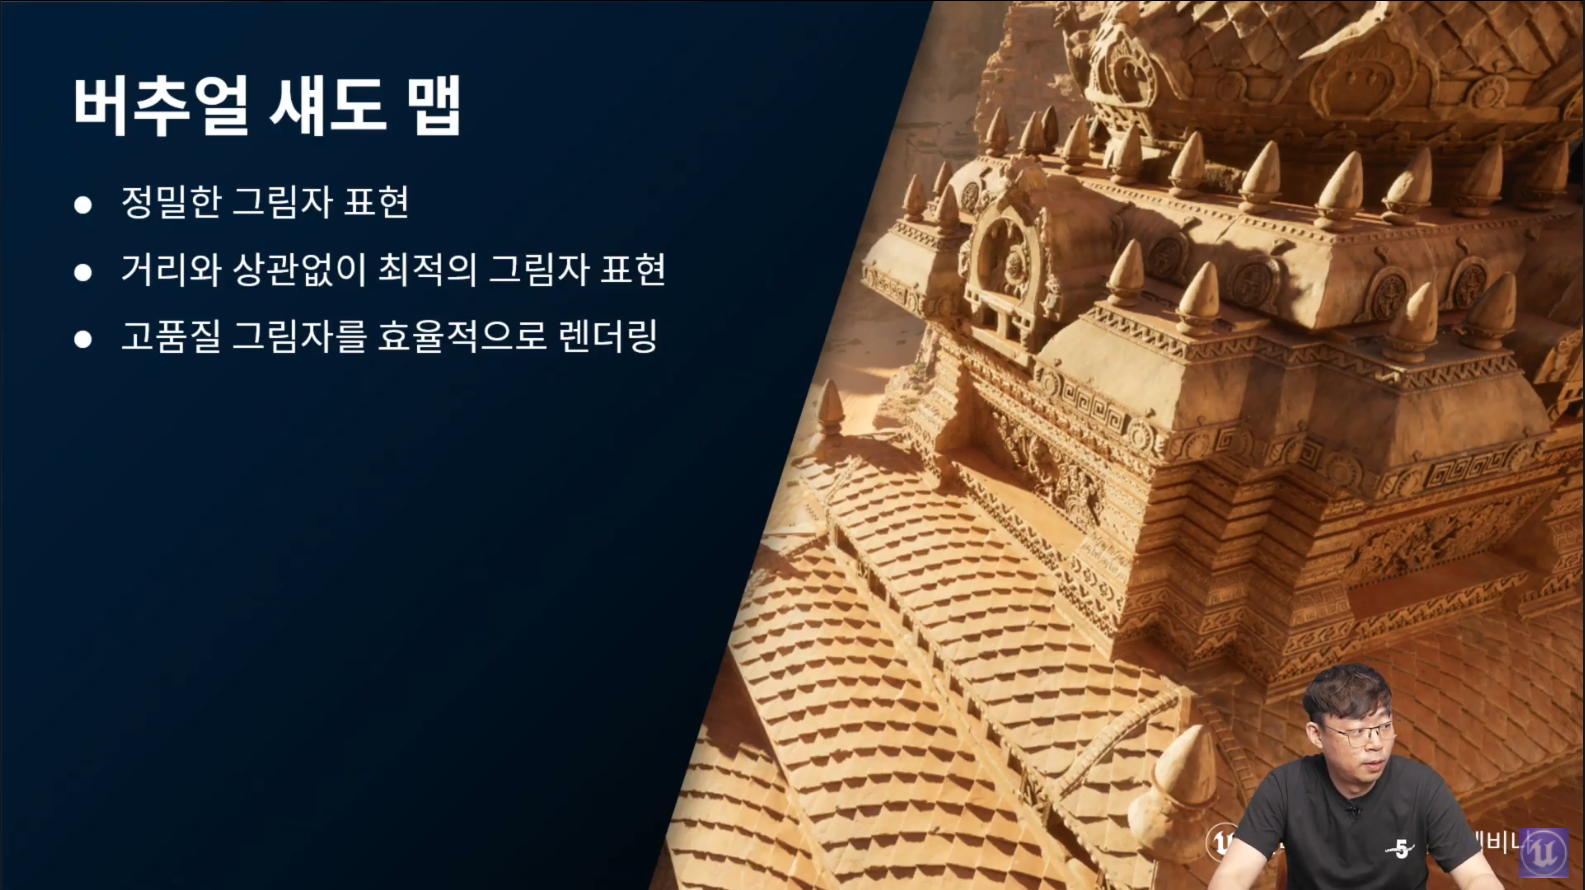 버추얼 섀도 맵
● 정밀한 그림자 표현
● 거리와 상관없이 최적의 그림자 표현
● 고품질 그림자를 효율적으로 렌더링
5